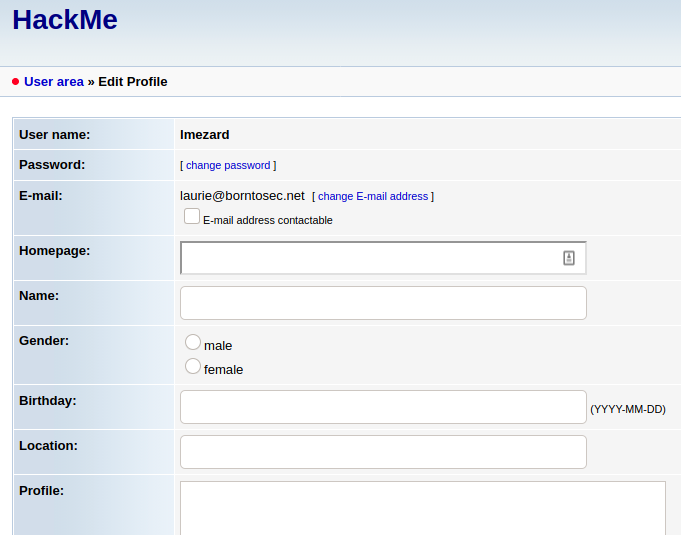 HackMe
User area » Edit Profile
User name: lmezard
Password: [ change password ]
E-mail: laurie@borntosec.net [ change E-mail address ]
E-mail address contactable
Homepage:
Name:
Gender: male
female
Birthday: (YYYY-MM-DD)
Location:
Profile: